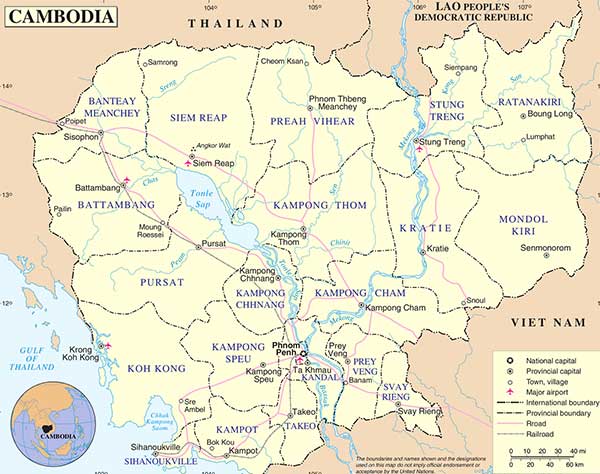 CAMBODIA
THAILAND
LAO PEOPLE'S
DEMOCRATIC REPUBLIC
103
104
105
106
107
14
13
12
Samrong
Sreng
Cheom Ksan
Siempang
Kong
San
BANTEAY
MEANCHEY
SIEM REAP
Phnom Thbeng
Meanchey
PREAH VIHEAR
STUNG
TRENG
RATANAKIRI
Boung Long
Poipet
Sisophon
Angkor Wat
Siem Reap
Mekong
Stung Treng
Lumphat
Battambang
Chas
Tonle
Sap
Sen
BATTAMBANG
KAMPONG THOM
KRATIE
MONDOL
KIRI
Pailin
Moung
Roessei
Pursat
Kampong
Thom
Chinit
Kratie
Senmonorom
Pursat
PURSAT
Kampong
Chhnang
Tonle Sap
KAMPONG
CHHNANG
KAMPONG CHAM
Kampong Cham
Snoul
Mekong
VIET NAM
GULF
OF
THAILAND
Krong
Koh Kong
KOH KONG
KAMPONG
SPEU
Kampong
Speu
Phnom
Penh
Ta Khmau
KANDAL
Prey
Veng
PREY
VENG
Banam
SVAY
RIENG
Svay Rieng
Bassak
Sre
Ambel
Chhak
Kampong
Saom
Takeo
TAKEO
Bok Kou
KAMPOT
Kampot
Sihanoukville
SIHANOUKVILLE
CAMBODIA
National capital
Provincial capital
Town, village
Major airport
International boundary
Provincial boundary
Rroad
Railroad
0 10 20 30 40 mi
0 20 40 60 km
The boundaries and names shown and the designations
used on this map do not imply official endorsement or
acceptance by the United Nations.